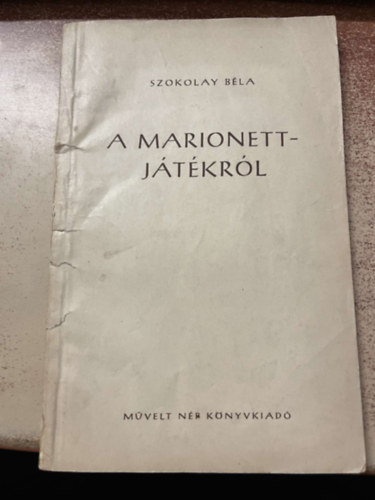 SZOKOLAY BÉLA
A MARIONETT-
JÁTÉKRÓL
MŰVELT NÉP KÖNYVKIADÓ